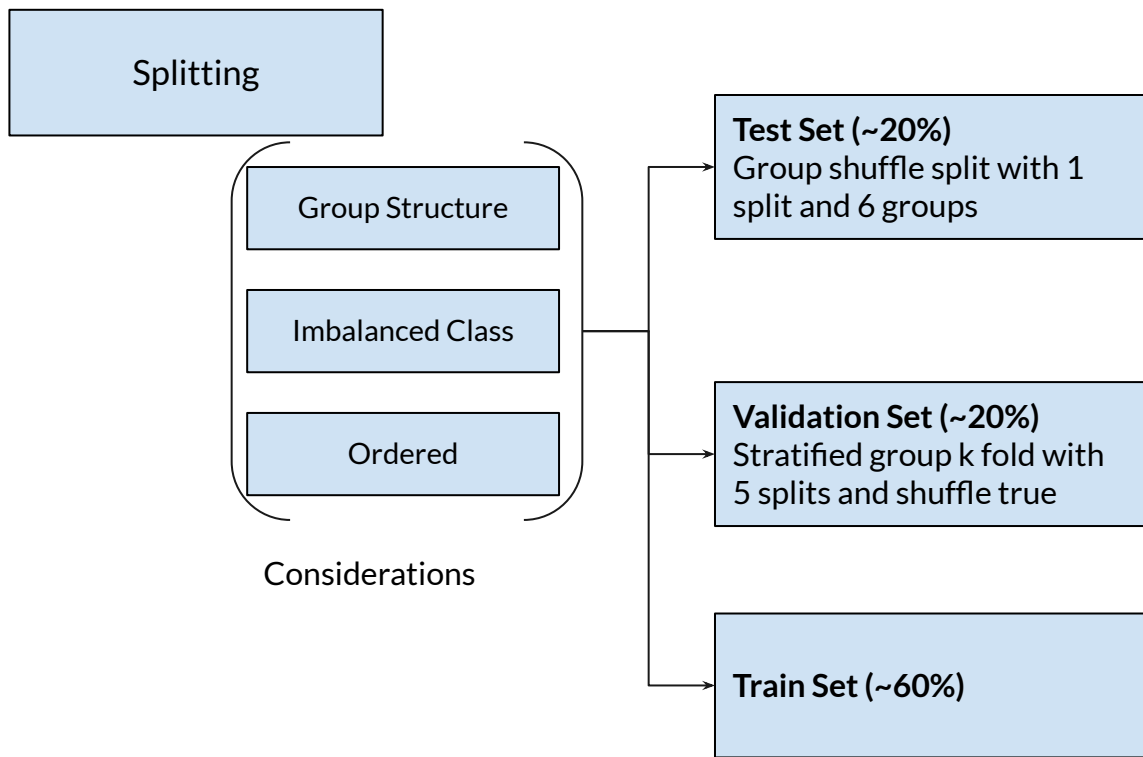 Splitting
Group Structure
Imbalanced Class
Ordered
Considerations
Test Set (~20%)
Group shuffle split with 1
split and 6 groups
Validation Set (~20%)
Stratified group k fold with
5 splits and shuffle true
Train Set (~60%)